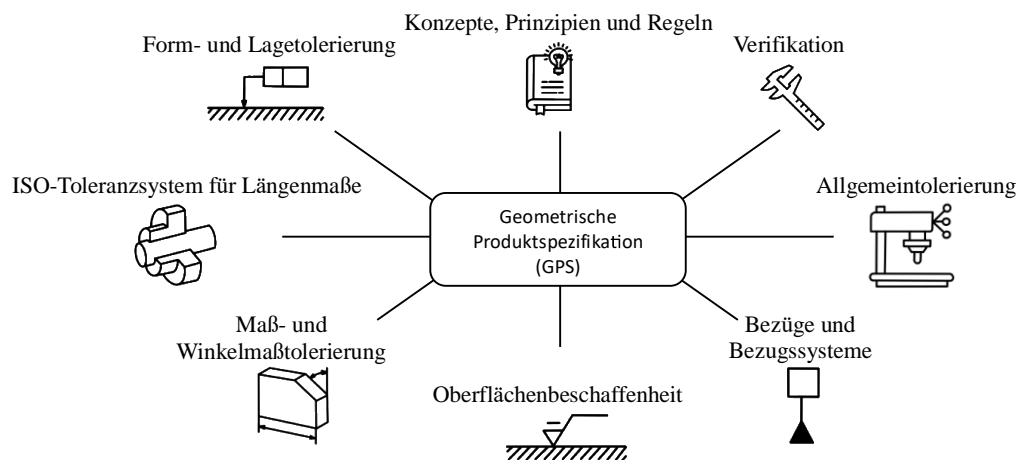 Konzepte, Prinzipien und Regeln
Form- und Lagetolerierung
Verifikation
ISO-Toleranzsystem für Längenmaße
Allgemeintolerierung
Geometrische
Produktspezifikation
(GPS)
Maß- und
Winkelmaßtolerierung
Bezüge und
Bezugssysteme
Oberflächenbeschaffenheit